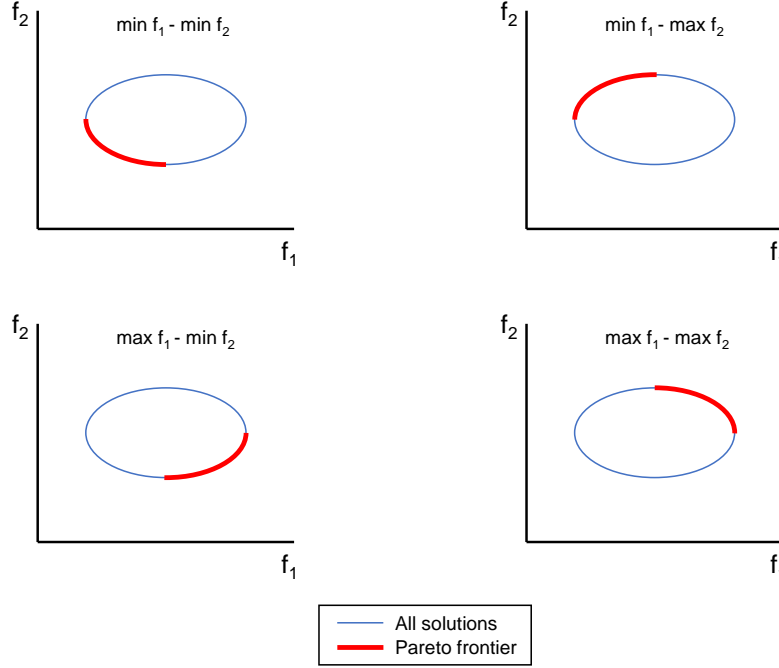 f₂
min f₁ - min f₂
f₁
f₂
min f₁ - max f₂
f
f₂
max f₁ - min f₂
f₁
f₂
max f₁ - max f₂
f
All solutions
Pareto frontier